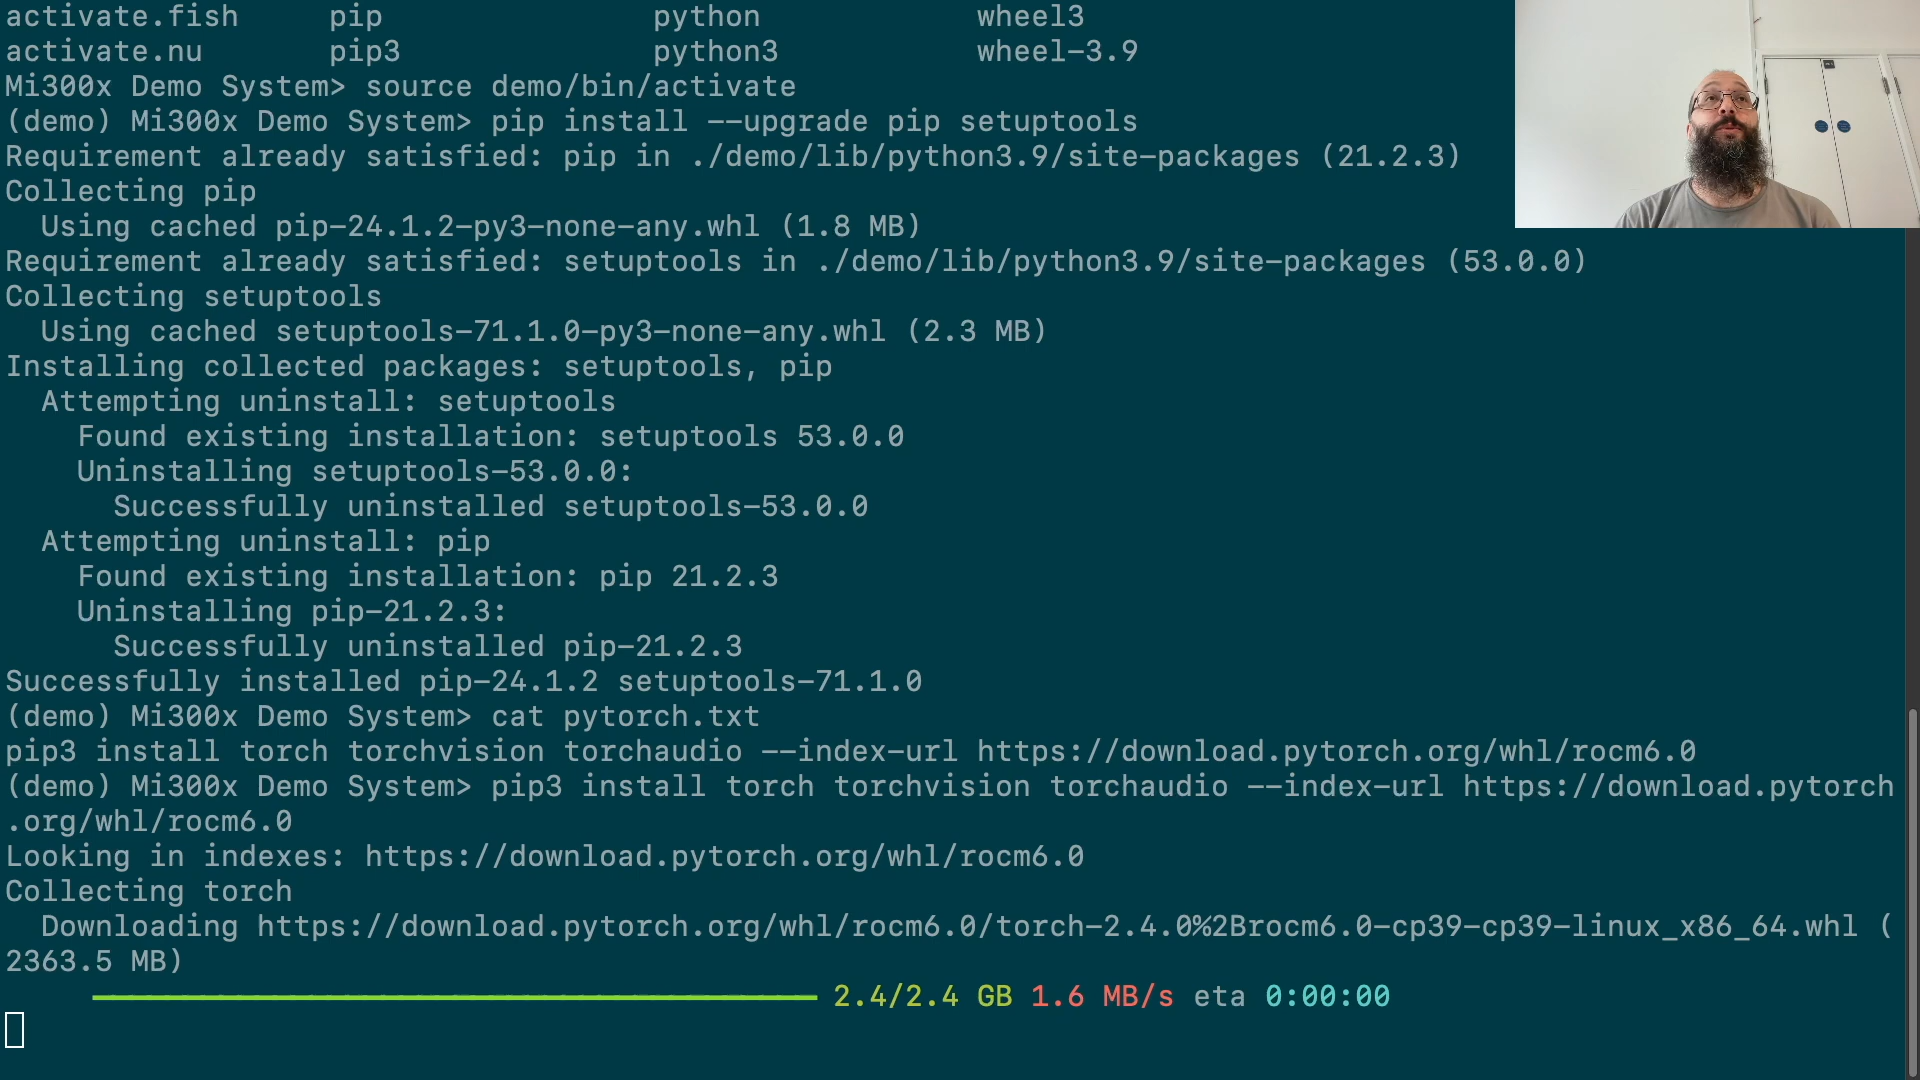 activate.fish     pip               python            wheel3
activate.nu       pip3              python3           wheel-3.9
Mi300x Demo System> source demo/bin/activate
(demo) Mi300x Demo System> pip install --upgrade pip setuptools
Requirement already satisfied: pip in ./demo/lib/python3.9/site-packages (21.2.3)
Collecting pip
  Using cached pip-24.1.2-py3-none-any.whl (1.8 MB)
Requirement already satisfied: setuptools in ./demo/lib/python3.9/site-packages (53.0.0)
Collecting setuptools
  Using cached setuptools-71.1.0-py3-none-any.whl (2.3 MB)
Installing collected packages: setuptools, pip
  Attempting uninstall: setuptools
    Found existing installation: setuptools 53.0.0
    Uninstalling setuptools-53.0.0:
      Successfully uninstalled setuptools-53.0.0
  Attempting uninstall: pip
    Found existing installation: pip 21.2.3
    Uninstalling pip-21.2.3:
      Successfully uninstalled pip-21.2.3
Successfully installed pip-24.1.2 setuptools-71.1.0
(demo) Mi300x Demo System> cat pytorch.txt
pip3 install torch torchvision torchaudio --index-url https://download.pytorch.org/whl/rocm6.0
(demo) Mi300x Demo System> pip3 install torch torchvision torchaudio --index-url https://download.pytorch
.org/whl/rocm6.0
Looking in indexes: https://download.pytorch.org/whl/rocm6.0
Collecting torch
  Downloading https://download.pytorch.org/whl/rocm6.0/torch-2.4.0%2Brocm6.0-cp39-cp39-linux_x86_64.whl (
2363.5 MB)
2.4/2.4 GB 1.6 MB/s eta 0:00:00